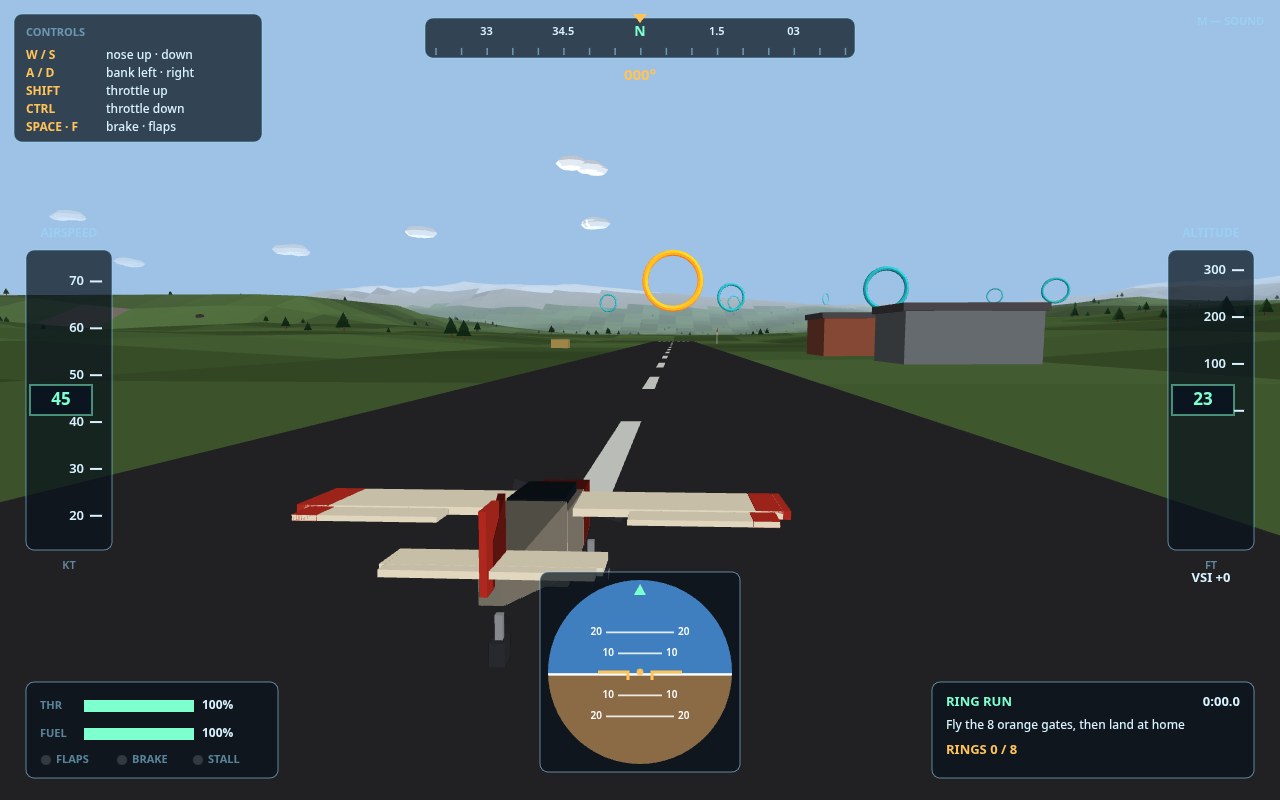 CONTROLS
W / S nose up · down
A / D bank left · right
SHIFT throttle up
CTRL throttle down
SPACE · F brake · flaps
33 34.5 N 1.5 03
000°
M — SOUND
AIRSPEED
70
60
50
45
40
30
20
KT
ALTITUDE
300
200
100
23
FT
VSI +0
20 20
10 10
10 10
20 20
THR 100%
FUEL 100%
FLAPS BRAKE STALL
RING RUN 0:00.0
Fly the 8 orange gates, then land at home
RINGS 0 / 8